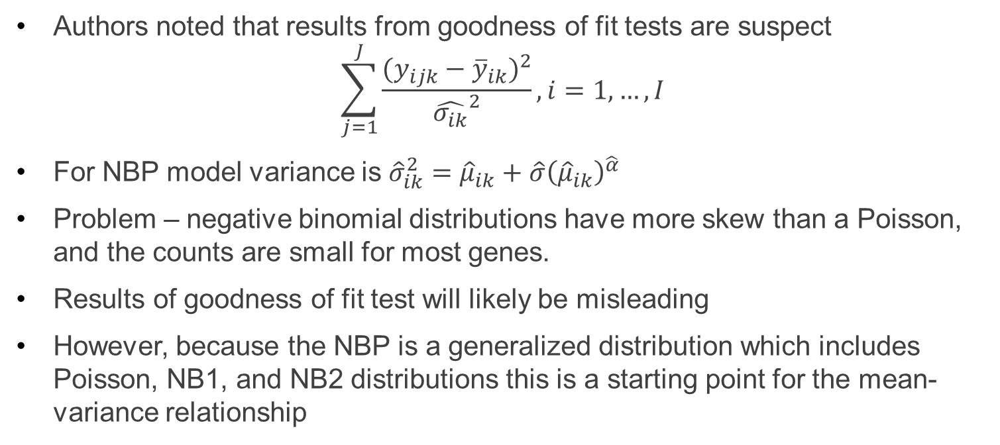 • Authors noted that results from goodness of fit tests are suspect
$$\sum_{j=1}^{J} \frac{(y_{ijk} - \bar{y}_{ik})^2}{\widehat{\sigma_{ik}}^2}, i = 1, \ldots, I$$
• For NBP model variance is $\hat{\sigma}_{ik}^2 = \hat{\mu}_{ik} + \hat{\sigma}(\hat{\mu}_{ik})^{\hat{\alpha}}$
• Problem – negative binomial distributions have more skew than a Poisson,
and the counts are small for most genes.
• Results of goodness of fit test will likely be misleading
• However, because the NBP is a generalized distribution which includes
Poisson, NB1, and NB2 distributions this is a starting point for the mean-
variance relationship